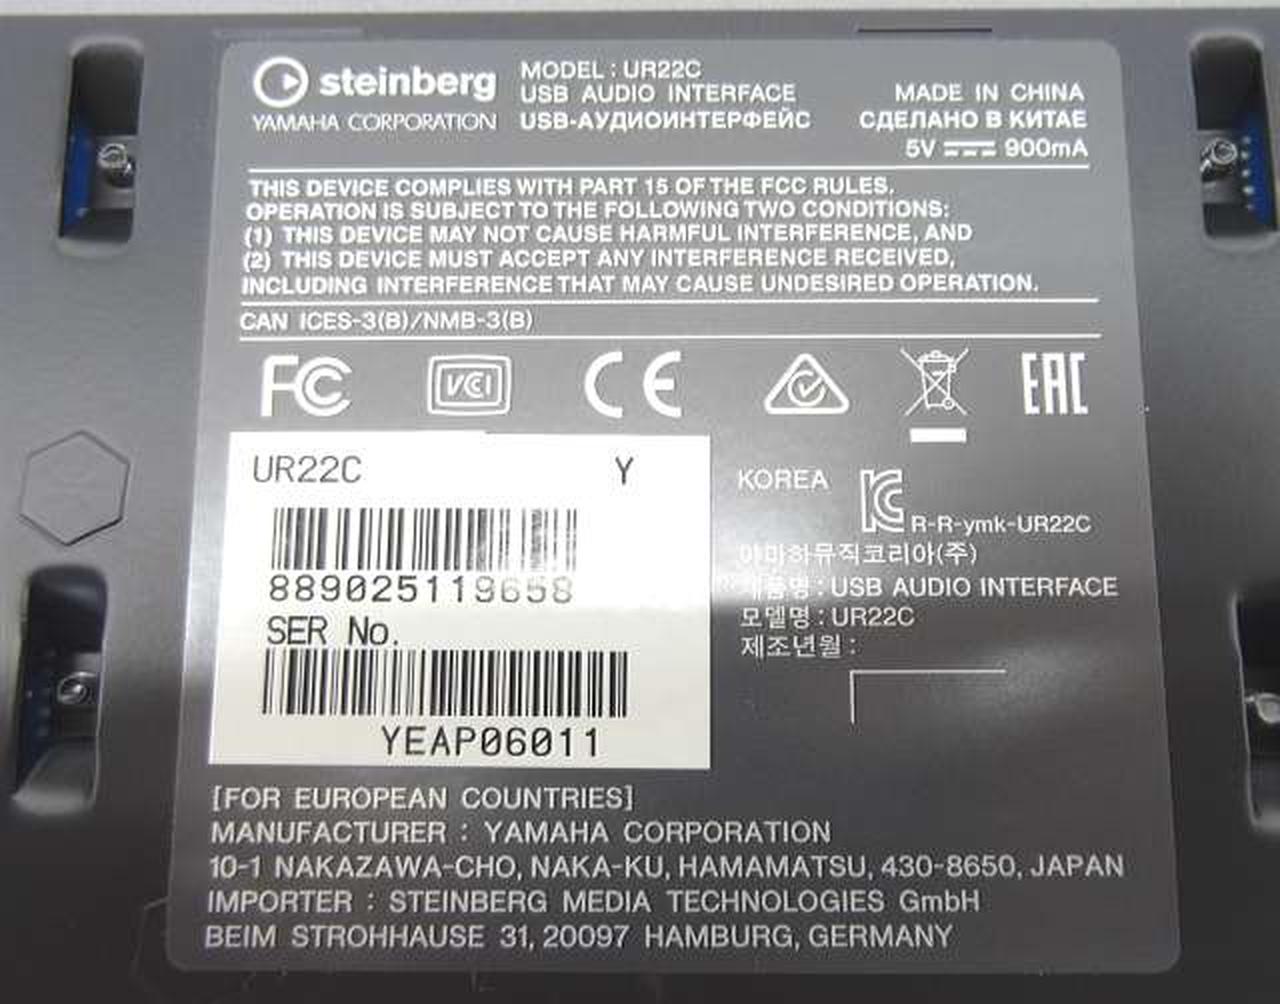 steinberg
YAMAHA CORPORATION
MODEL : UR22C
USB AUDIO INTERFACE
USB-АУДИОИНТЕРФЕЙС
MADE IN CHINA
СДЕЛАНО В КИТАЕ
5V 900mA
THIS DEVICE COMPLIES WITH PART 15 OF THE FCC RULES.
OPERATION IS SUBJECT TO THE FOLLOWING TWO CONDITIONS:
(1) THIS DEVICE MAY NOT CAUSE HARMFUL INTERFERENCE, AND
(2) THIS DEVICE MUST ACCEPT ANY INTERFERENCE RECEIVED,
INCLUDING INTERFERENCE THAT MAY CAUSE UNDESIRED OPERATION.
CAN ICES-3(B)/NMB-3(B)
FC VCI CE EAC
UR22C Y
889025119658
SER No.
YEAP06011
KOREA
R-R-ymk-UR22C
야마하뮤직코리아(주)
제품명 : USB AUDIO INTERFACE
모델명 : UR22C
제조년월 :
[FOR EUROPEAN COUNTRIES]
MANUFACTURER : YAMAHA CORPORATION
10-1 NAKAZAWA-CHO, NAKA-KU, HAMAMATSU, 430-8650, JAPAN
IMPORTER : STEINBERG MEDIA TECHNOLOGIES GmbH
BEIM STROHHAUSE 31, 20097 HAMBURG, GERMANY